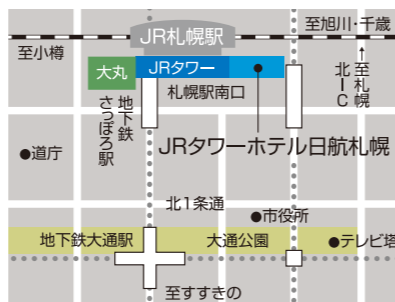 JR札幌駅
至旭川・千歳
至小樽
大丸
JRタワー
札幌駅南口
至札幌北IC
地下鉄さっぽろ駅
JRタワーホテル日航札幌
●道庁
北1条通
●市役所
地下鉄大通駅
大通公園
●テレビ塔
至すすきの